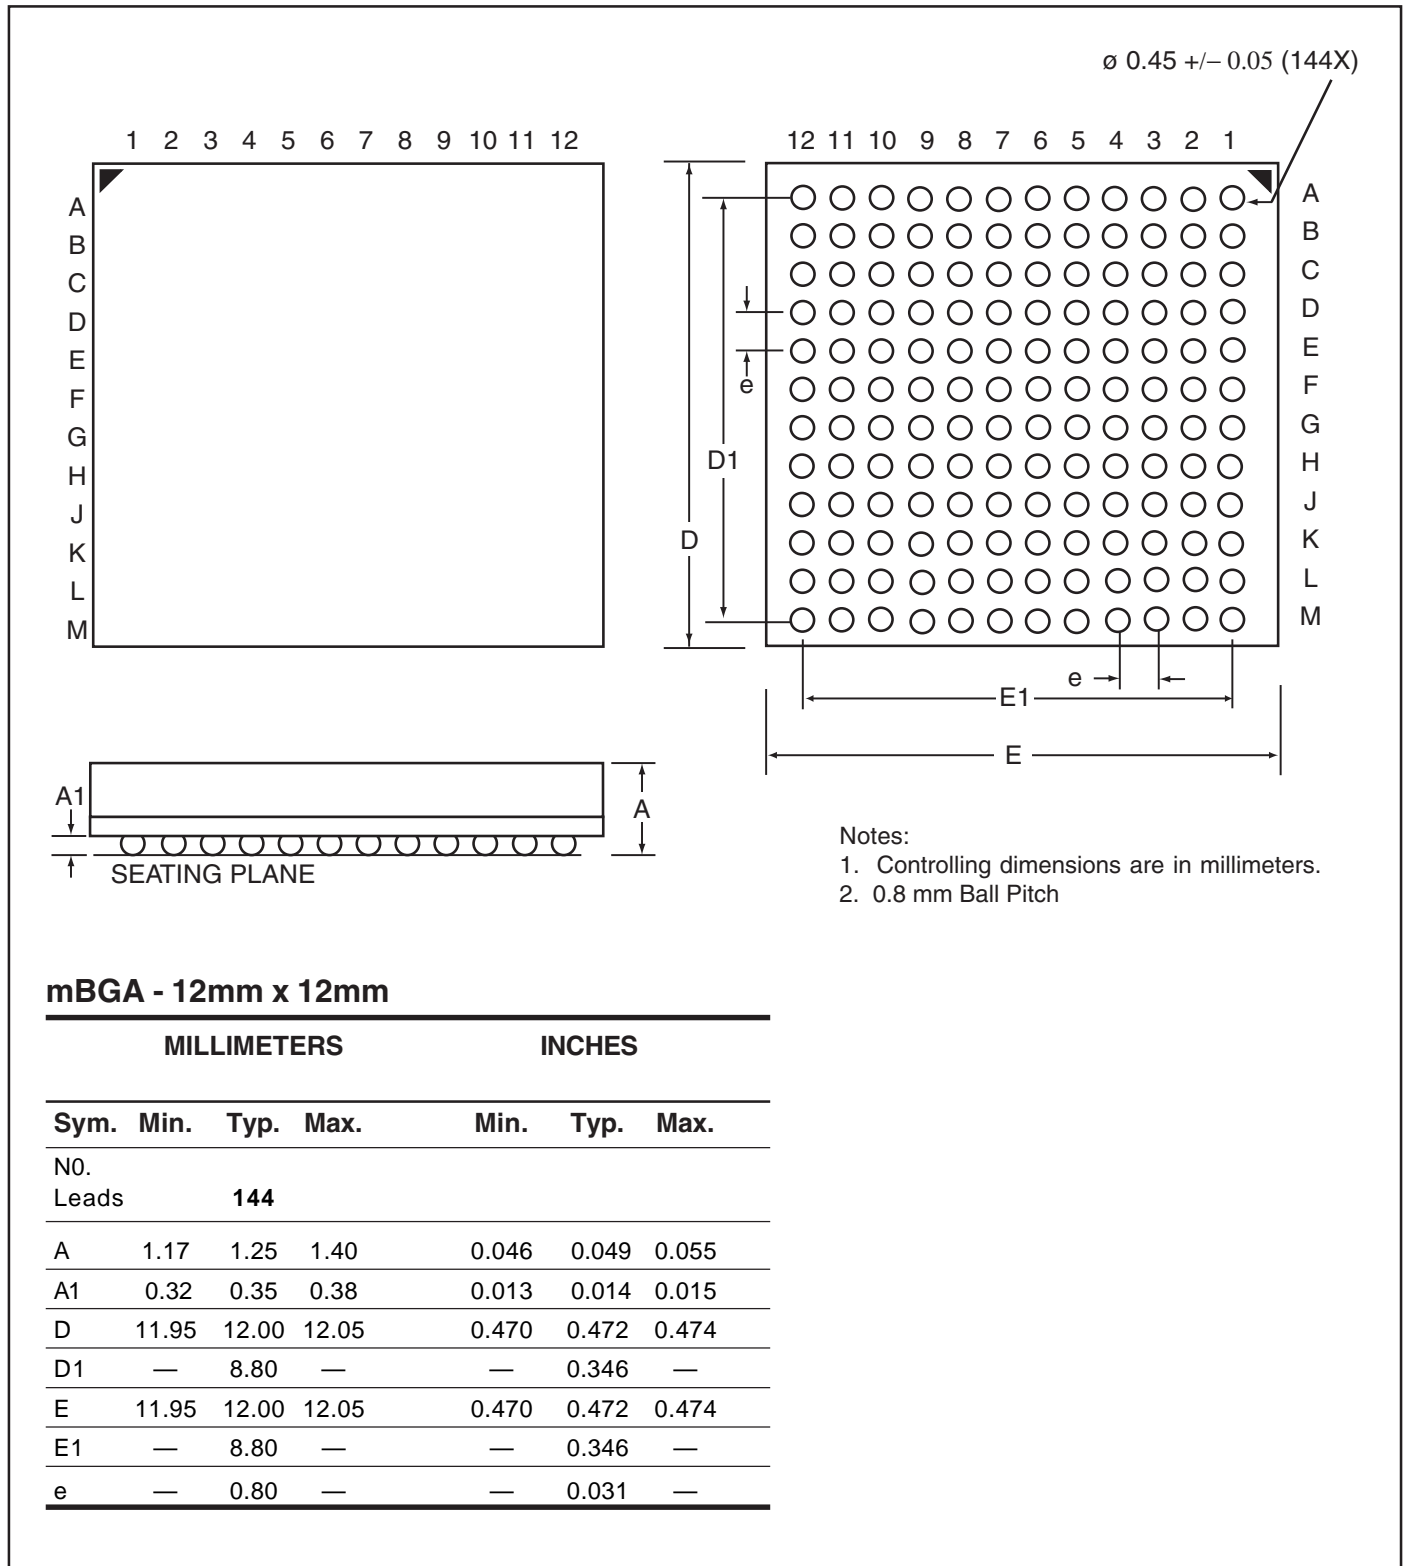 ø 0.45 +/– 0.05 (144X)
1 2 3 4 5 6 7 8 9 10 11 12
A
B
C
D
E
F
G
H
J
K
L
M
12 11 10 9 8 7 6 5 4 3 2 1
A
B
C
D
E
F
G
H
J
K
L
M
e
D1
D
e
E1
E
A1
A
SEATING PLANE
Notes:
1. Controlling dimensions are in millimeters.
2. 0.8 mm Ball Pitch
mBGA - 12mm x 12mm
MILLIMETERS INCHES
Sym. Min. Typ. Max. Min. Typ. Max.
N0.
Leads 144
A 1.17 1.25 1.40 0.046 0.049 0.055
A1 0.32 0.35 0.38 0.013 0.014 0.015
D 11.95 12.00 12.05 0.470 0.472 0.474
D1 — 8.80 — — 0.346 —
E 11.95 12.00 12.05 0.470 0.472 0.474
E1 — 8.80 — — 0.346 —
e — 0.80 — — 0.031 —